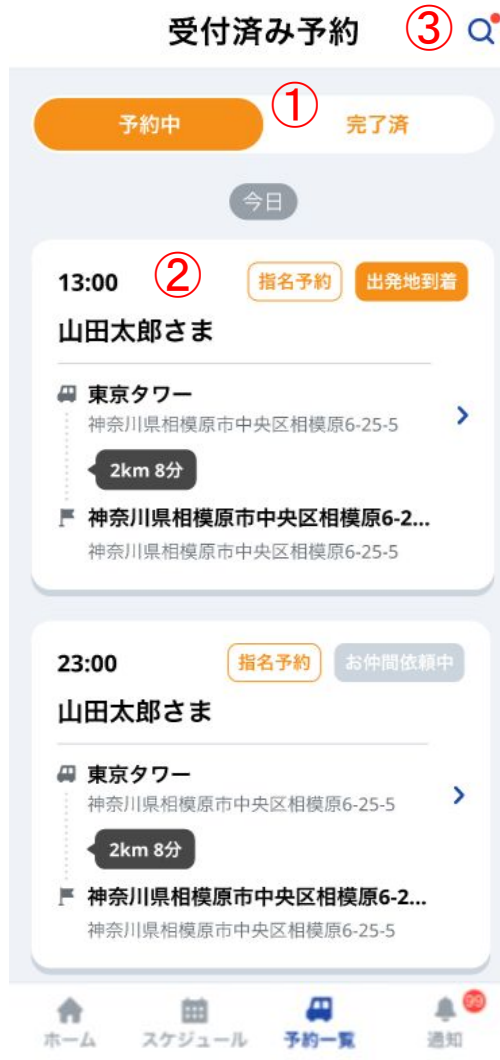 受付済み予約 ③
①
予約中 完了済
今日
13:00 ② 指名予約 出発地到着
山田太郎さま
東京タワー
神奈川県相模原市中央区相模原6-25-5
2km 8分
神奈川県相模原市中央区相模原6-2...
神奈川県相模原市中央区相模原6-25-5
23:00 指名予約 お仲間依頼中
山田太郎さま
東京タワー
神奈川県相模原市中央区相模原6-25-5
2km 8分
神奈川県相模原市中央区相模原6-2...
神奈川県相模原市中央区相模原6-25-5
99
ホーム スケジュール 予約一覧 通知